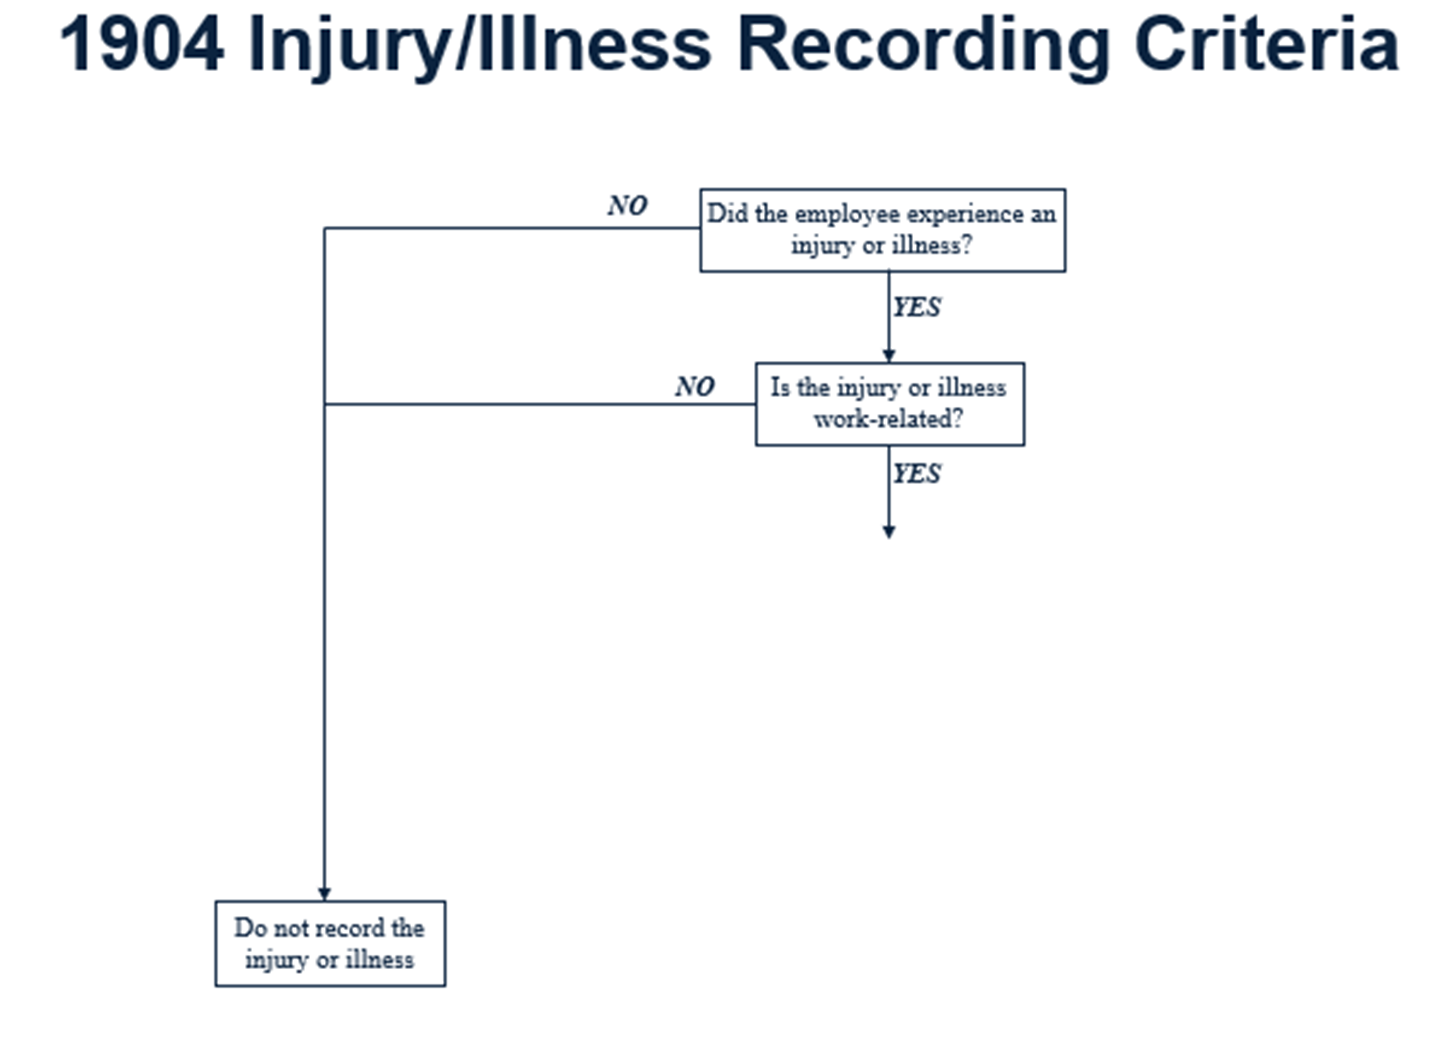 1904 Injury/Illness Recording Criteria
NO
Did the employee experience an
injury or illness?
YES
NO
Is the injury or illness
work-related?
YES
Do not record the
injury or illness